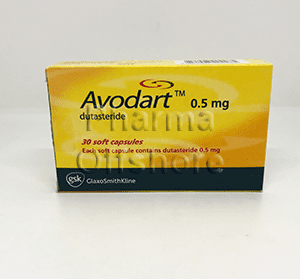 Avodart™ 0.5 mg
dutasteride
Pharma
30 soft capsules
Offshore
Each soft capsule contains dutasteride 0.5 mg
gsk GlaxoSmithKline